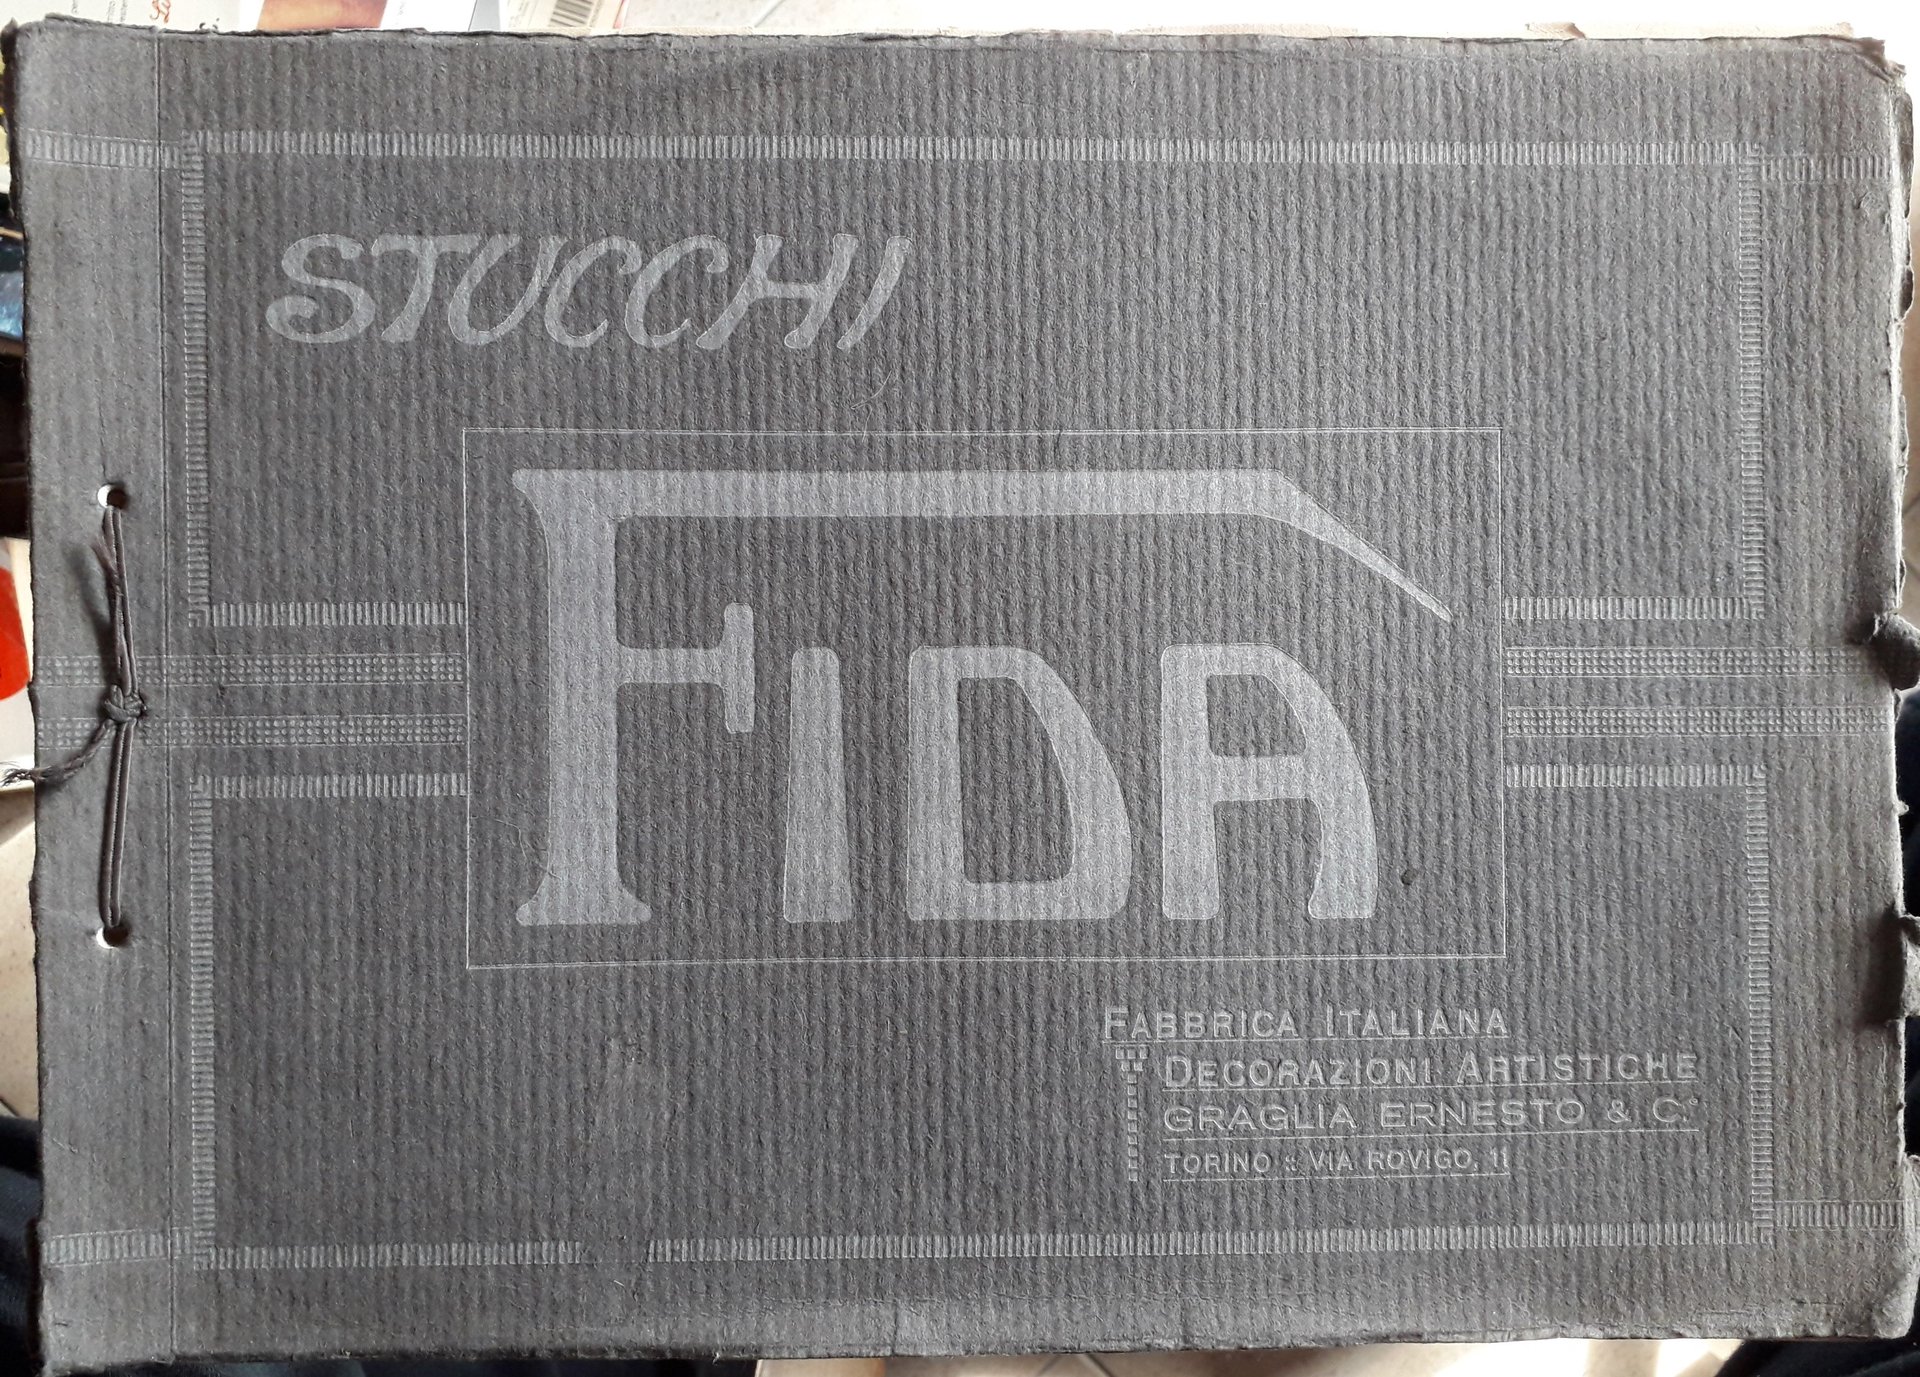 STUCCHI
FIDA
FABBRICA ITALIANA
DECORAZIONI ARTISTICHE
GRAGLIA ERNESTO & C.º
TORINO :: VIA ROVIGO, 11